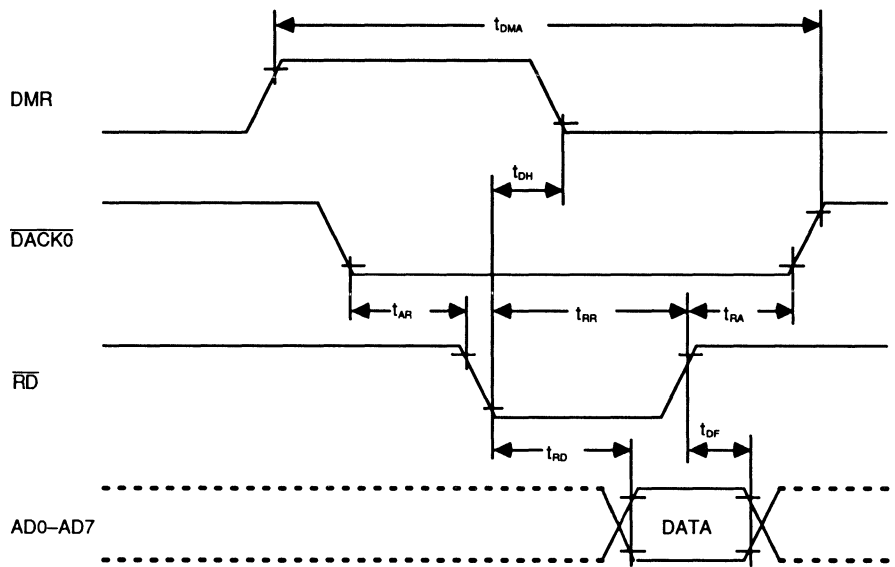 tDMA
DMR
tDH
DACK0
tAR
tRR
tRA
RD
tRD
tDF
AD0–AD7
DATA